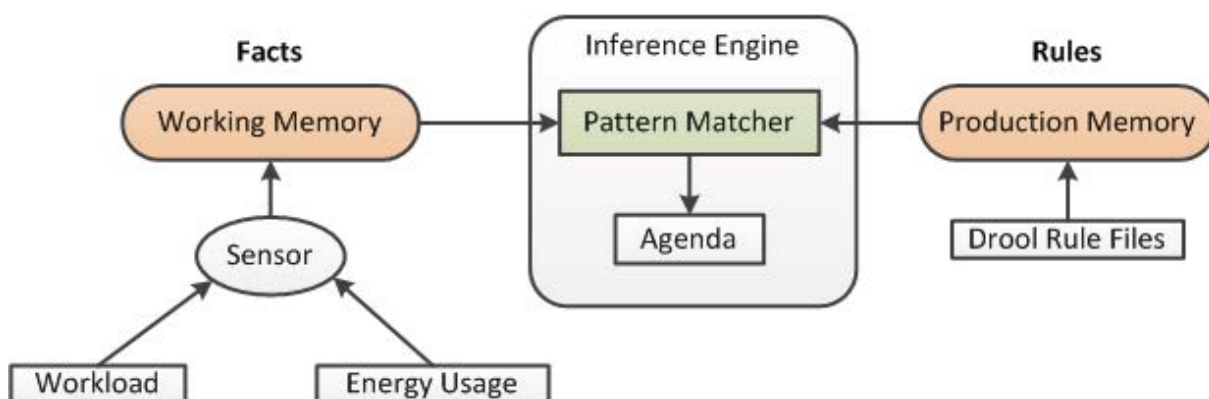 Inference Engine
Facts
Rules
Working Memory
Pattern Matcher
Production Memory
Agenda
Drool Rule Files
Sensor
Workload
Energy Usage